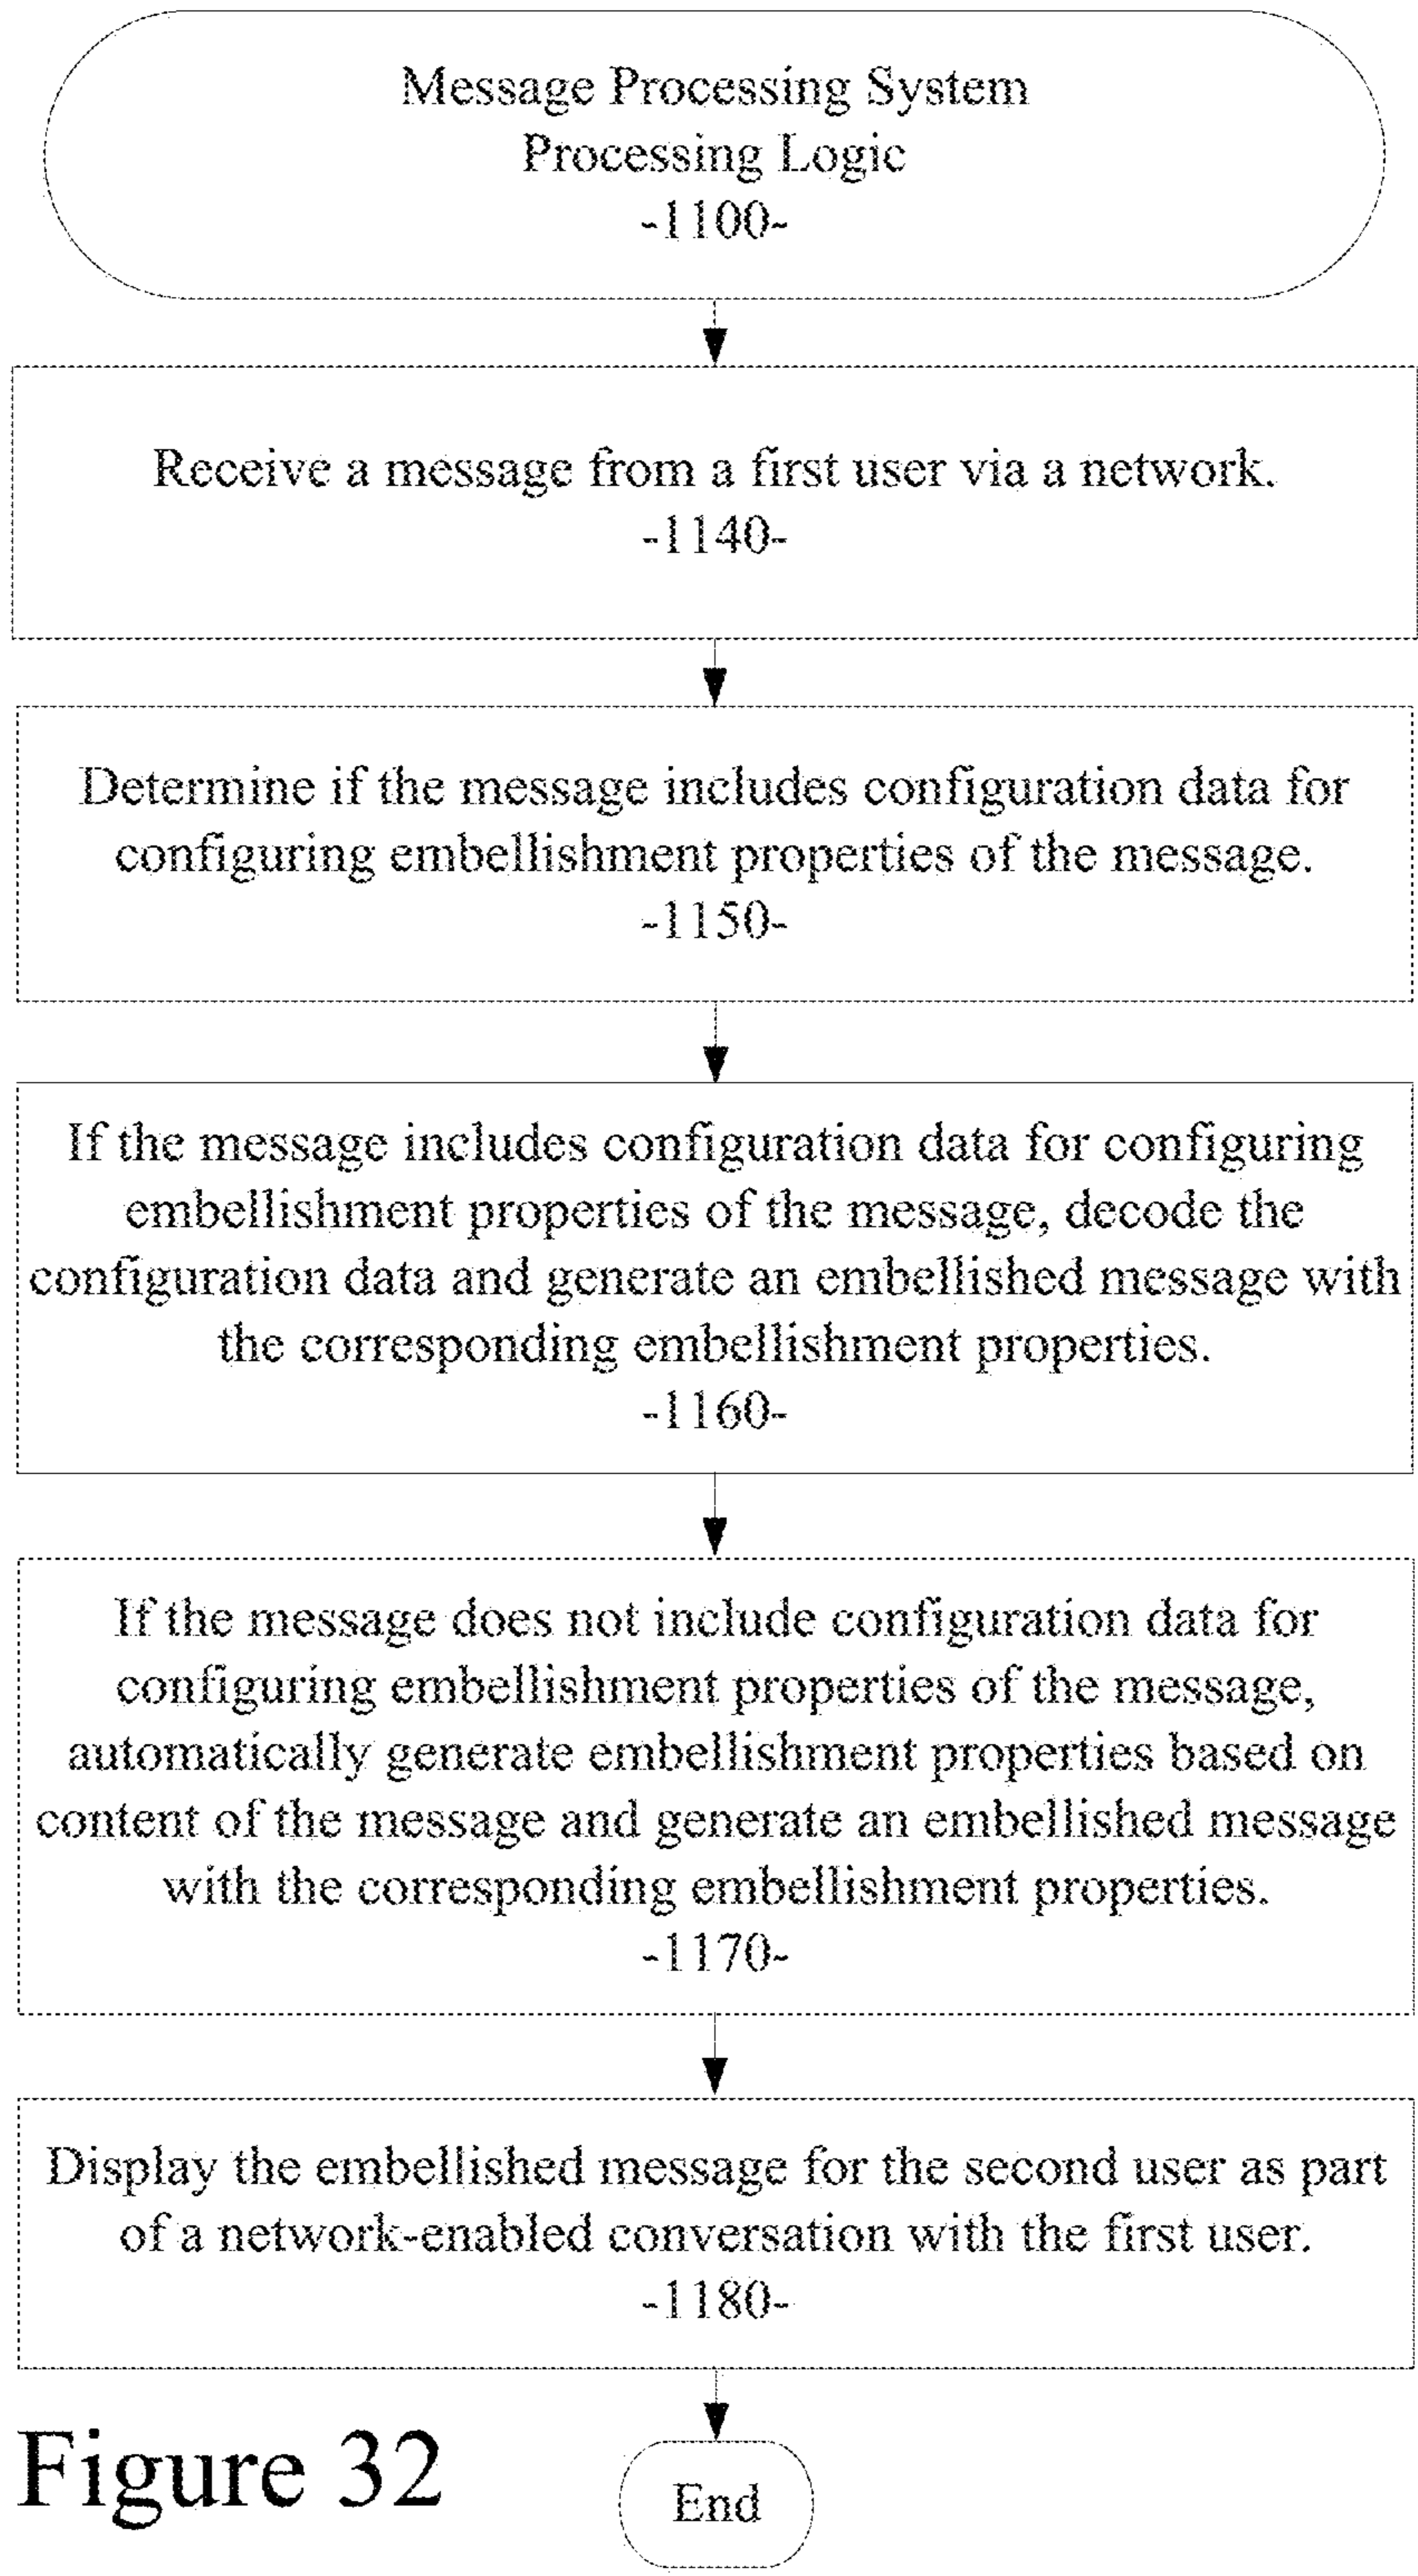 Message Processing System
Processing Logic
-1100-
Receive a message from a first user via a network.
-1140-
Determine if the message includes configuration data for
configuring embellishment properties of the message.
-1150-
If the message includes configuration data for configuring
embellishment properties of the message, decode the
configuration data and generate an embellished message with
the corresponding embellishment properties.
-1160-
If the message does not include configuration data for
configuring embellishment properties of the message,
automatically generate embellishment properties based on
content of the message and generate an embellished message
with the corresponding embellishment properties.
-1170-
Display the embellished message for the second user as part
of a network-enabled conversation with the first user.
-1180-
Figure 32
End